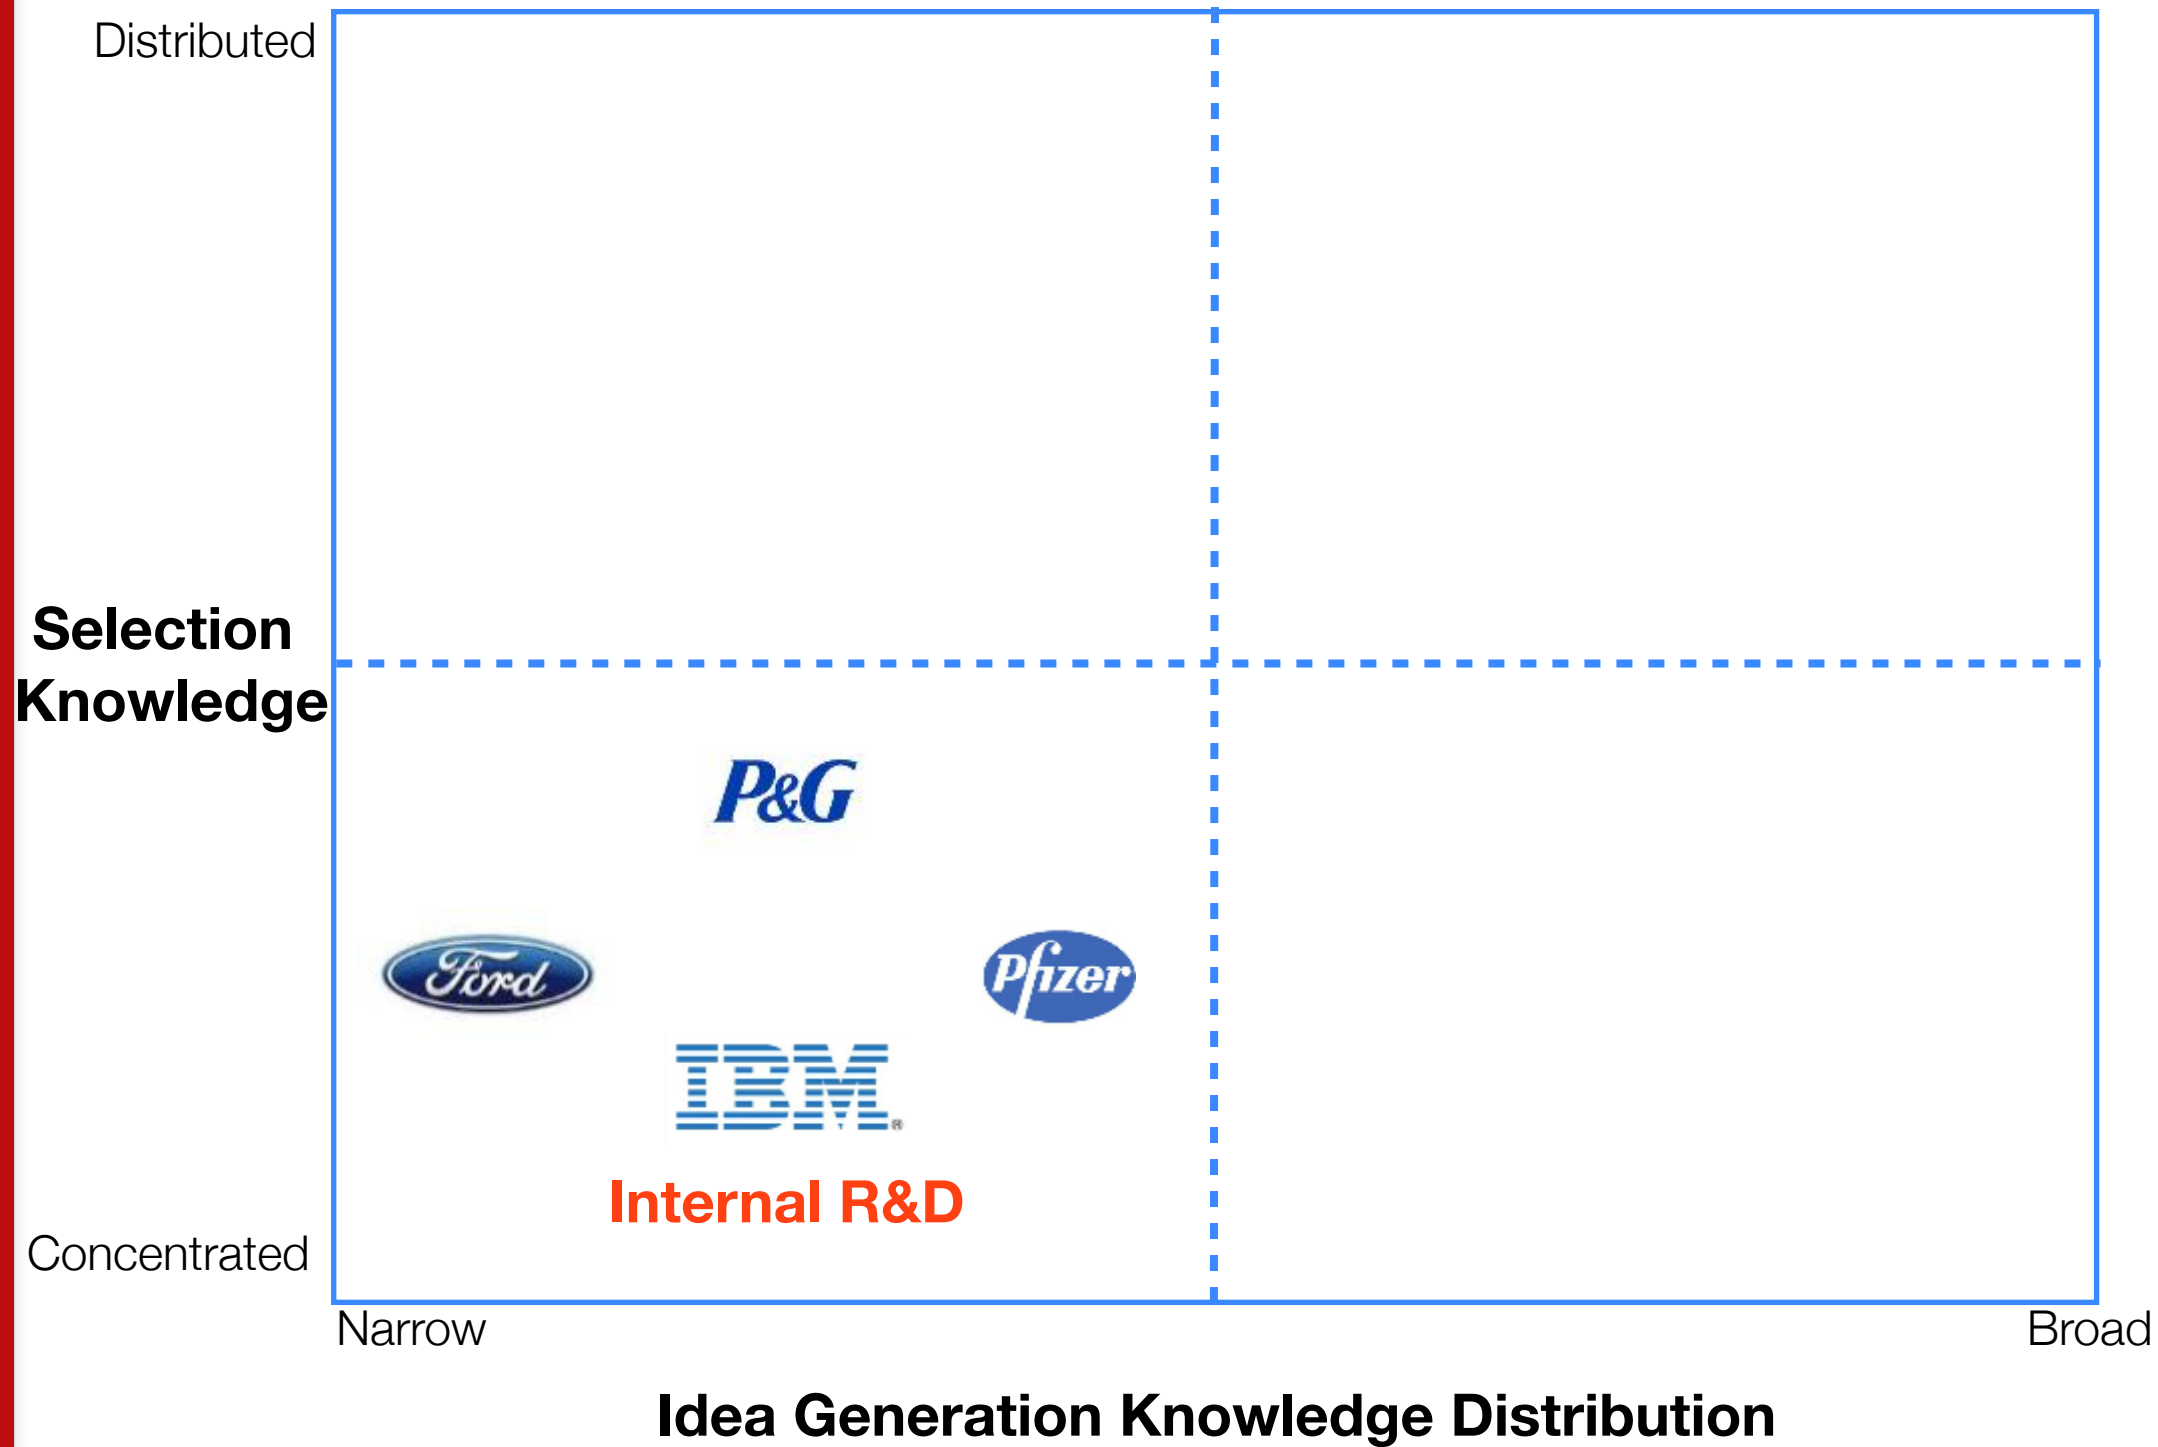 Distributed
Selection
Knowledge
P&G
Ford
Pfizer
IBM®
Internal R&D
Concentrated
Narrow
Broad
Idea Generation Knowledge Distribution